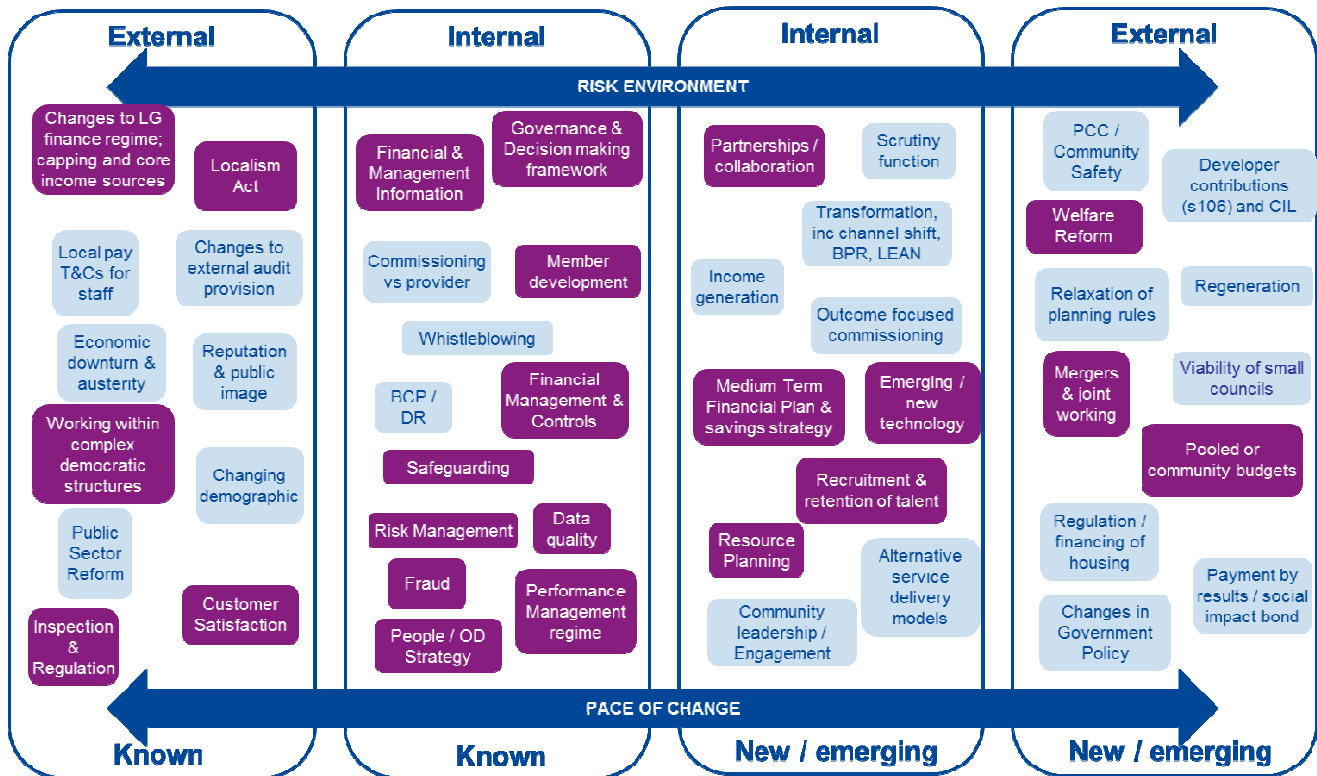 External
Internal
Internal
External
RISK ENVIRONMENT
Changes to LG
finance regime;
capping and core
income sources
Localism
Act
Local pay
T&Cs for
staff
Changes to
external audit
provision
Economic
downturn &
austerity
Reputation
& public
image
Working within
complex
democratic
structures
Changing
demographic
Public
Sector
Reform
Customer
Satisfaction
Inspection
& Regulation
Financial &
Management
Information
Governance &
Decision making
framework
Commissioning
vs provider
Member
development
Whistleblowing
BCP /
DR
Financial
Management &
Controls
Safeguarding
Risk Management
Data
quality
Fraud
Performance
Management
regime
People / OD
Strategy
Partnerships /
collaboration
Scrutiny
function
Transformation,
inc channel shift,
BPR, LEAN
Income
generation
Outcome focused
commissioning
Medium Term
Financial Plan &
savings strategy
Emerging /
new
technology
Recruitment &
retention of talent
Resource
Planning
Alternative
service
delivery
models
Community
leadership /
Engagement
PCC /
Community
Safety
Developer
contributions
(s106) and CIL
Welfare
Reform
Relaxation of
planning rules
Regeneration
Mergers
& joint
working
Viability of small
councils
Pooled or
community budgets
Regulation /
financing of
housing
Payment by
results / social
impact bond
Changes in
Government
Policy
PACE OF CHANGE
Known
Known
New / emerging
New / emerging